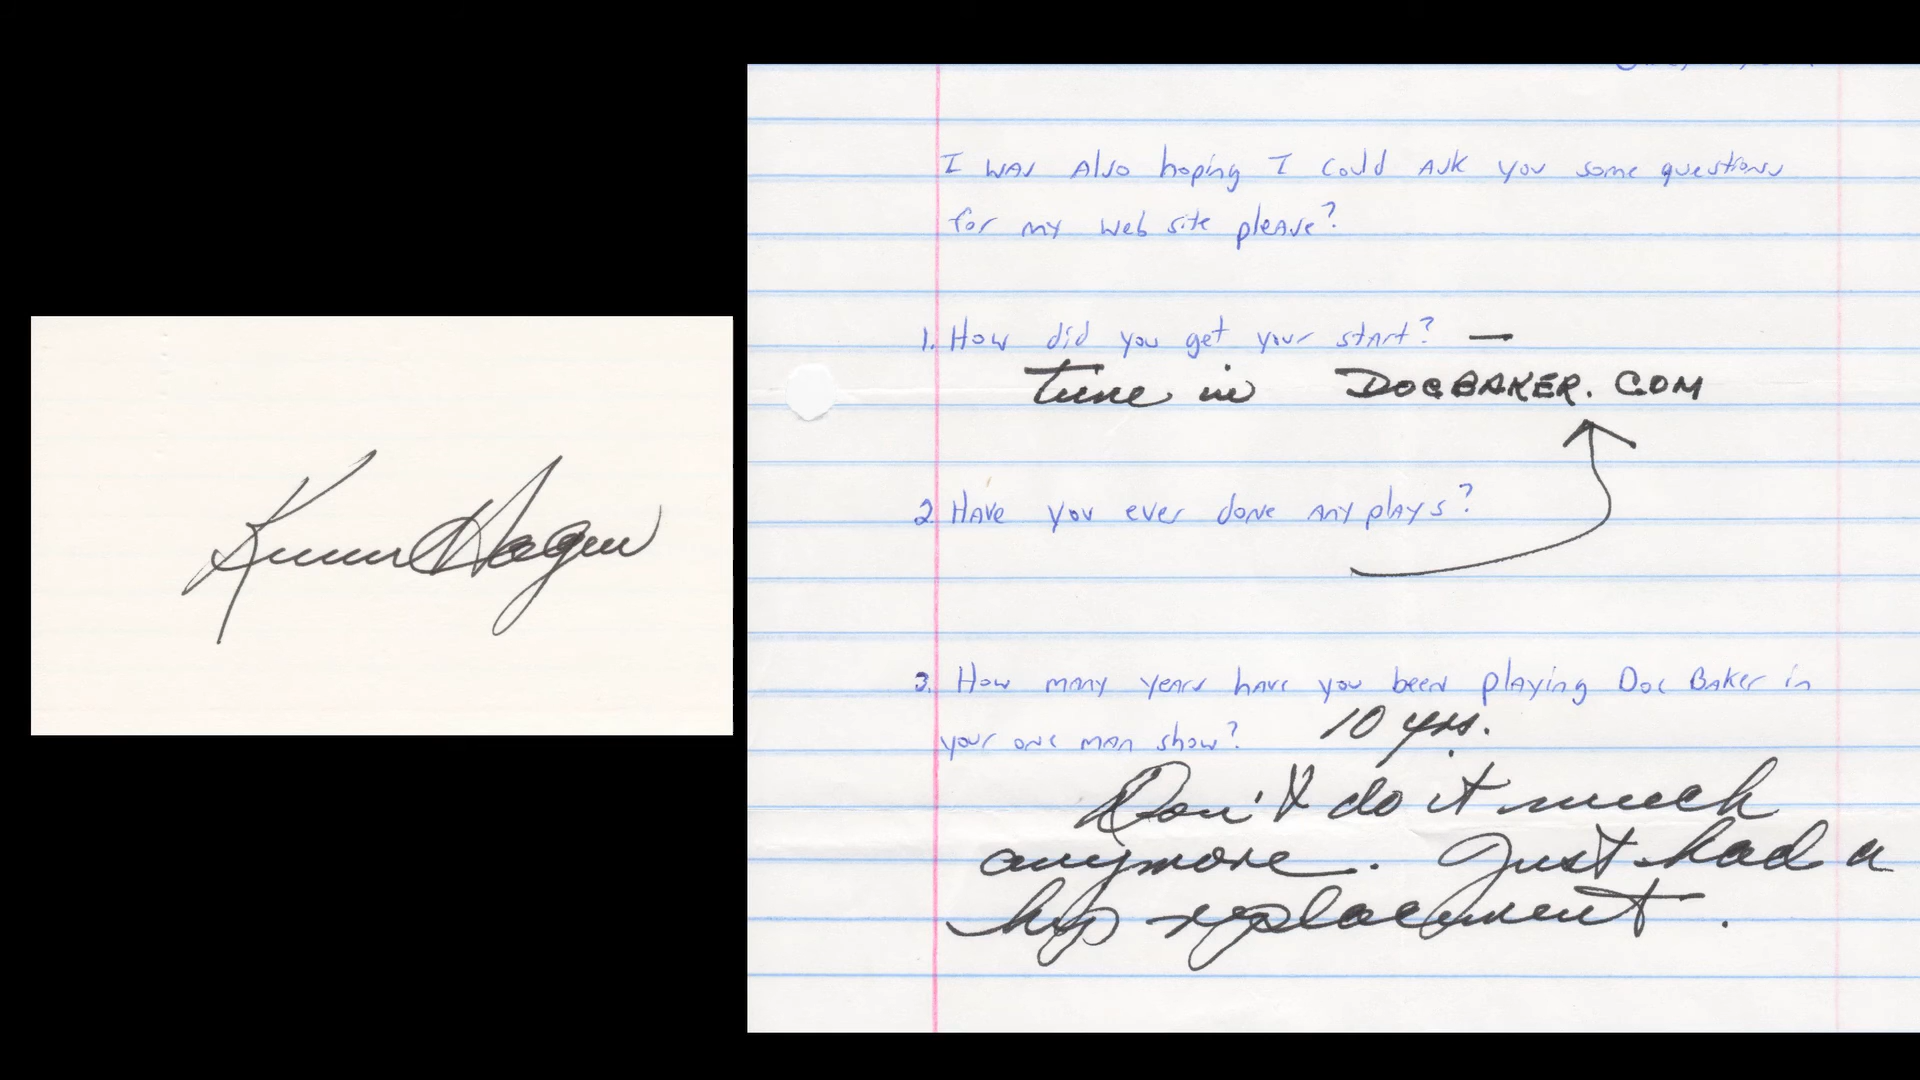 Kevin Hagen
I was also hoping I could ask you some questions
for my web site please?
1. How did you get your start? —
tune in DOCBAKER.COM
2 Have you ever done any plays?
3. How many years have you been playing Doc Baker in
your one man show? 10 yrs.
Don't do it much
anymore. Just had a
hip replacement.